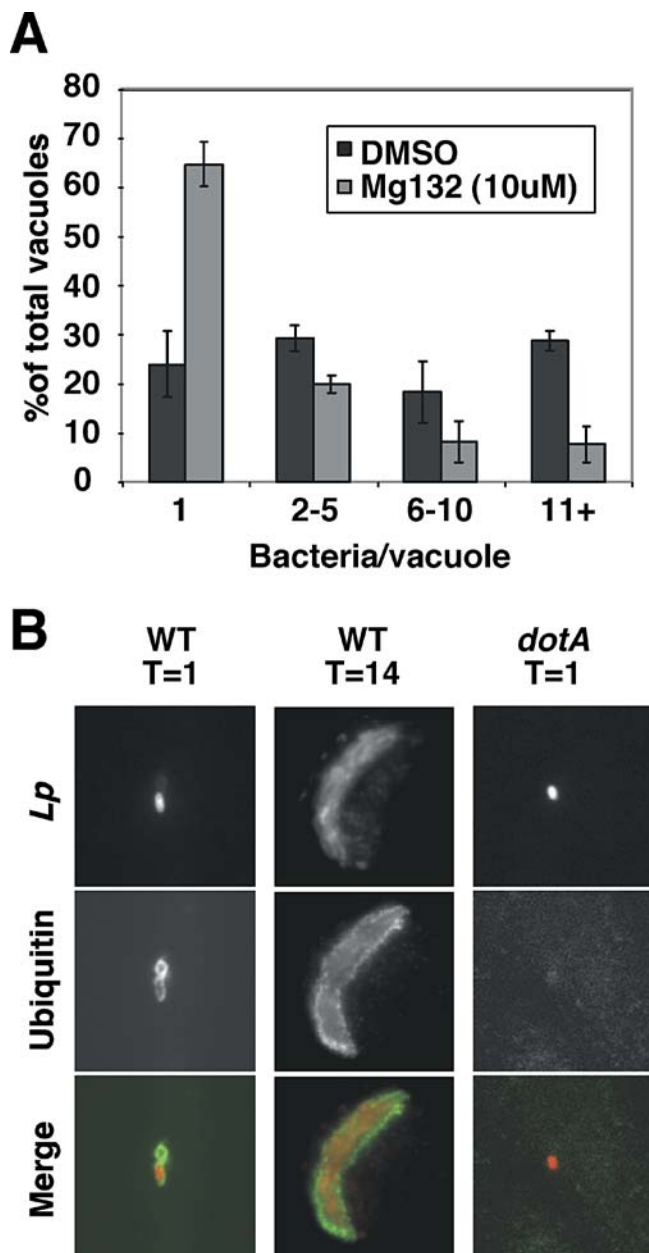 A
80
70
60
50
40
30
20
10
0
%of total vacuoles
DMSO
Mg132 (10uM)
1 2-5 6-10 11+
Bacteria/vacuole
B
WT WT dotA
T=1 T=14 T=1
Lp
Ubiquitin
Merge